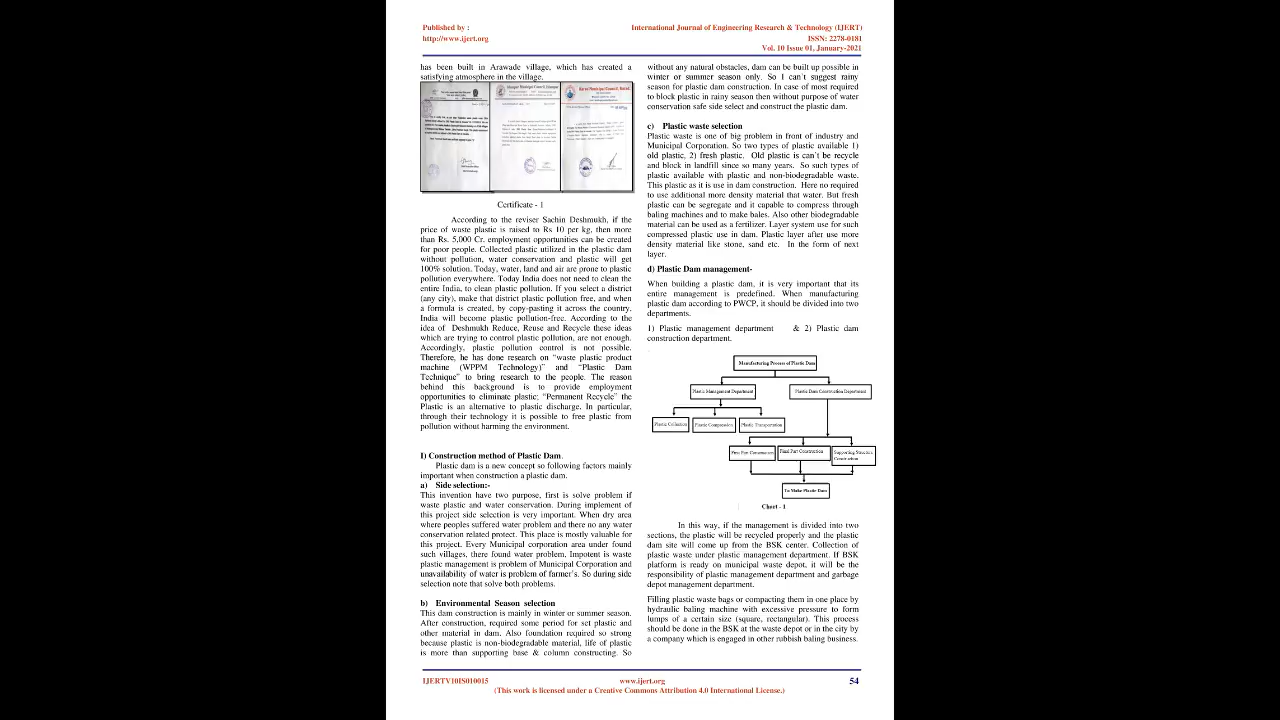 Published by :
http://www.ijert.org
International Journal of Engineering Research & Technology (IJERT)
ISSN: 2278-0181
Vol. 10 Issue 01, January-2021
has been built in Arawade village, which has created a
satisfying atmosphere in the village.
Certificate - 1
According to the reviser Sachin Deshmukh, if the
price of waste plastic is raised to Rs 10 per kg, then more
than Rs. 5,000 Cr. employment opportunities can be created
for poor people. Collected plastic utilized in the plastic dam
without pollution, water conservation and plastic will get
100% solution. Today, water, land and air are prone to plastic
pollution everywhere. Today India does not need to clean the
entire India, to clean plastic pollution. If you select a district
(any city), make that district plastic pollution free, and when
a formula is created, by copy-pasting it across the country,
India will become plastic pollution-free. According to the
idea of Deshmukh Reduce, Reuse and Recycle these ideas
which are trying to control plastic pollution, are not enough.
Accordingly, plastic pollution control is not possible.
Therefore, he has done research on “waste plastic product
machine (WPPM Technology)” and “Plastic Dam
Technique” to bring research to the people. The reason
behind this background is to provide employment
opportunities to eliminate plastic; “Permanent Recycle” the
Plastic is an alternative to plastic discharge. In particular,
through their technology it is possible to free plastic from
pollution without harming the environment.
I) Construction method of Plastic Dam.
Plastic dam is a new concept so following factors mainly
important when construction a plastic dam.
a) Side selection:-
This invention have two purpose, first is solve problem if
waste plastic and water conservation. During implement of
this project side selection is very important. When dry area
where peoples suffered water problem and there no any water
conservation related protect. This place is mostly valuable for
this project. Every Municipal corporation area under found
such villages, there found water problem. Impotent is waste
plastic management is problem of Municipal Corporation and
unavailability of water is problem of farmer’s. So during side
selection note that solve both problems.
b) Environmental Season selection
This dam construction is mainly in winter or summer season.
After construction, required some period for set plastic and
other material in dam. Also foundation required so strong
because plastic is non-biodegradable material, life of plastic
is more than supporting base & column constructing. So
without any natural obstacles, dam can be built up possible in
winter or summer season only. So I can’t suggest rainy
season for plastic dam construction. In case of most required
to block plastic in rainy season then without purpose of water
conservation safe side select and construct the plastic dam.
c) Plastic waste selection
Plastic waste is one of big problem in front of industry and
Municipal Corporation. So two types of plastic available 1)
old plastic, 2) fresh plastic. Old plastic is can’t be recycle
and block in landfill since so many years. So such types of
plastic available with plastic and non-biodegradable waste.
This plastic as it is use in dam construction. Here no required
to use additional more density material that water. But fresh
plastic can be segregate and it capable to compress through
baling machines and to make bales. Also other biodegradable
material can be used as a fertilizer. Layer system use for such
compressed plastic use in dam. Plastic layer after use more
density material like stone, sand etc. In the form of next
layer.
d) Plastic Dam management-
When building a plastic dam, it is very important that its
entire management is predefined. When manufacturing
plastic dam according to PWCP, it should be divided into two
departments.
1) Plastic management department & 2) Plastic dam
construction department.
Manufacturing Process of Plastic Dam
Plastic Management Department
Plastic Dam Construction Department
Plastic Collection
Plastic Compression
Plastic Transportation
First Part Construction
Final Part Construction
Supporting Structure
Construction
To Make Plastic Dam
Chart - 1
In this way, if the management is divided into two
sections, the plastic will be recycled properly and the plastic
dam site will come up from the BSK center. Collection of
plastic waste under plastic management department. If BSK
platform is ready on municipal waste depot, it will be the
responsibility of plastic management department and garbage
depot management department.
Filling plastic waste bags or compacting them in one place by
hydraulic baling machine with excessive pressure to form
lumps of a certain size (square, rectangular). This process
should be done in the BSK at the waste depot or in the city by
a company which is engaged in other rubbish baling business.
IJERTV10IS010015
www.ijert.org
54
(This work is licensed under a Creative Commons Attribution 4.0 International License.)